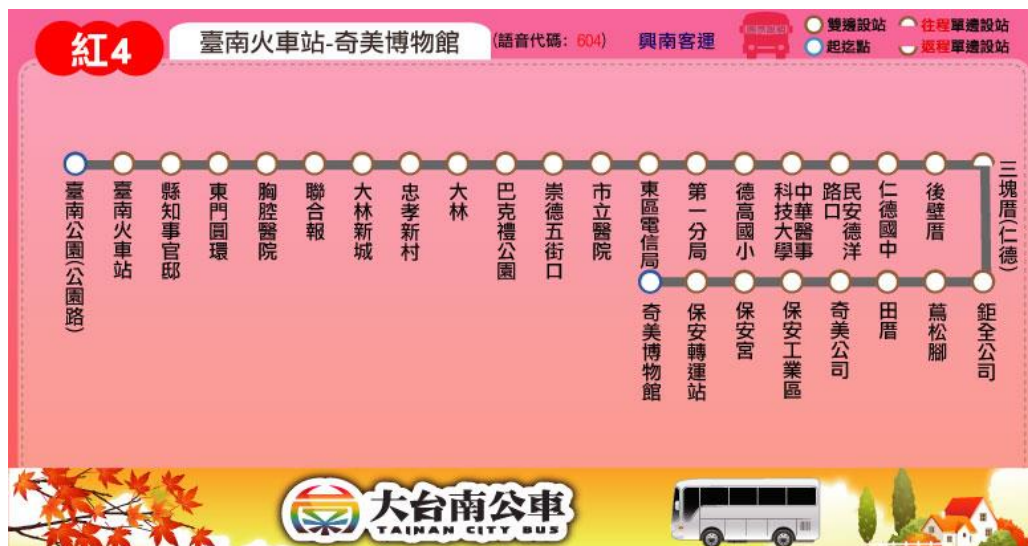 紅4
臺南火車站-奇美博物館
(語音代碼: 604)
興南客運
雙邊設站
往程單邊設站
起迄點
返程單邊設站
臺南公園(公園路)
臺南火車站
縣知事官邸
東門圓環
胸腔醫院
聯合報
大林新城
忠孝新村
大林
巴克禮公園
崇德五街口
市立醫院
東區電信局
第一分局
德高國小
中華醫事
科技大學
民安德洋
路口
仁德國中
後壁厝
三塊厝(仁德)
鉅全公司
蔦松腳
田厝
奇美公司
保安工業區
保安宮
保安轉運站
奇美博物館
大台南公車
TAINAN CITY BUS